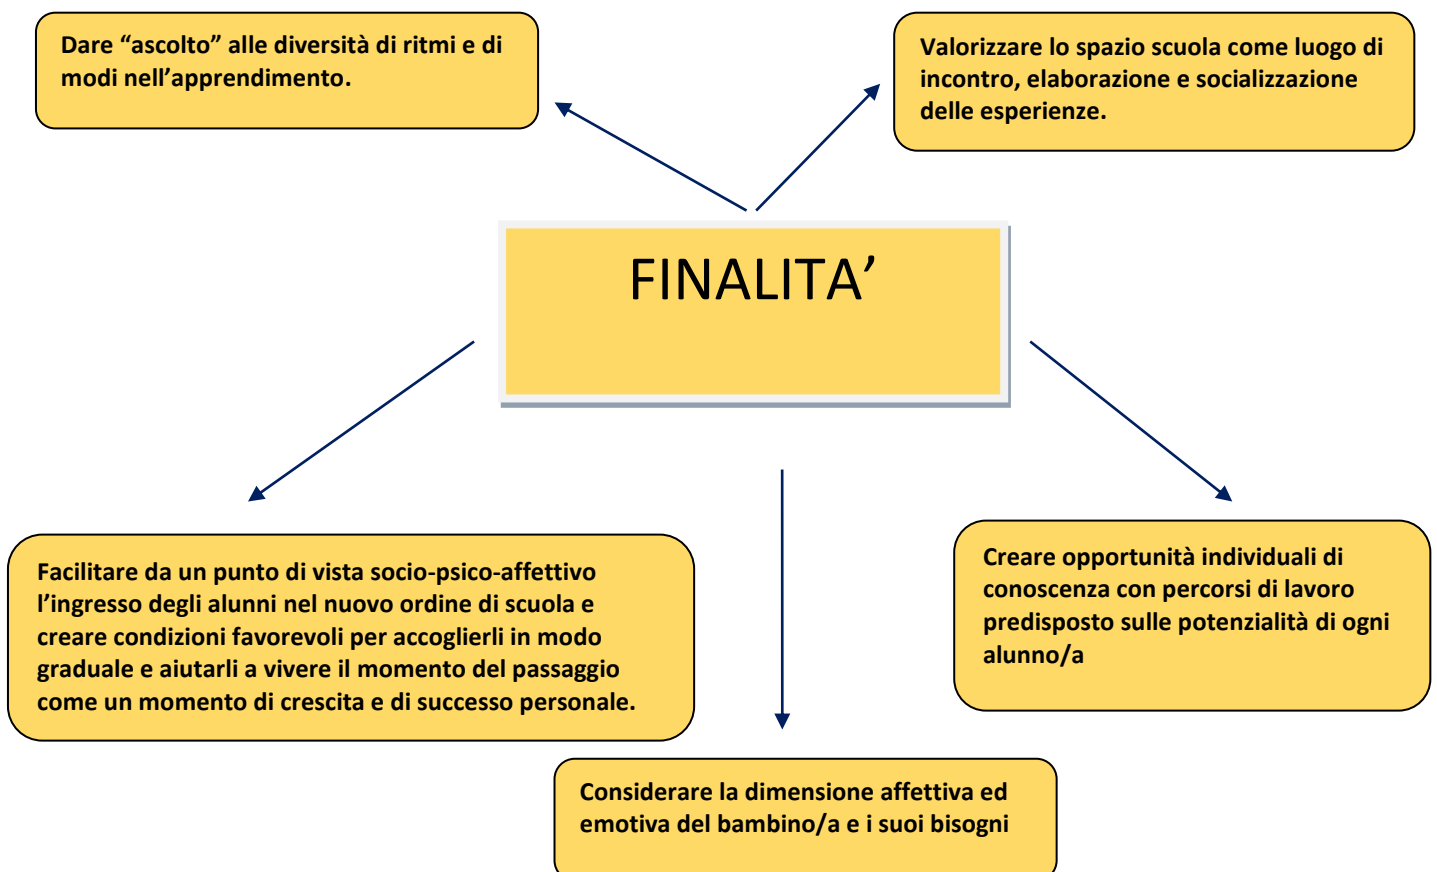 Dare “ascolto” alle diversità di ritmi e di
modi nell’apprendimento.
Valorizzare lo spazio scuola come luogo di
incontro, elaborazione e socializzazione
delle esperienze.
FINALITA’
Facilitare da un punto di vista socio-psico-affettivo
l’ingresso degli alunni nel nuovo ordine di scuola e
creare condizioni favorevoli per accoglierli in modo
graduale e aiutarli a vivere il momento del passaggio
come un momento di crescita e di successo personale.
Creare opportunità individuali di
conoscenza con percorsi di lavoro
predisposto sulle potenzialità di ogni
alunno/a
Considerare la dimensione affettiva ed
emotiva del bambino/a e i suoi bisogni